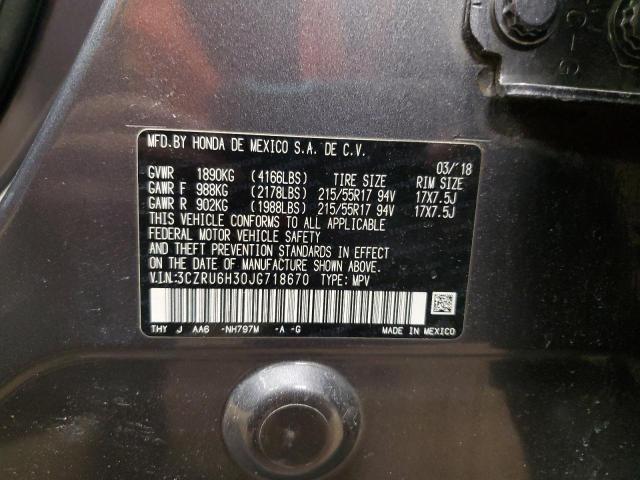 C-G
MFD.BY HONDA DE MEXICO S.A. DE C.V.
03/'18
GVWR 1890KG (4166LBS) TIRE SIZE RIM SIZE
GAWR F 988KG (2178LBS) 215/55R17 94V 17X7.5J
GAWR R 902KG (1988LBS) 215/55R17 94V 17X7.5J
THIS VEHICLE CONFORMS TO ALL APPLICABLE
FEDERAL MOTOR VEHICLE SAFETY
AND THEFT PREVENTION STANDARDS IN EFFECT
ON THE DATE OF MANUFACTURE SHOWN ABOVE.
V.I.N.:3CZRU6H30JG718670 TYPE: MPV
THY J AA6 -NH797M -A -G MADE IN MEXICO